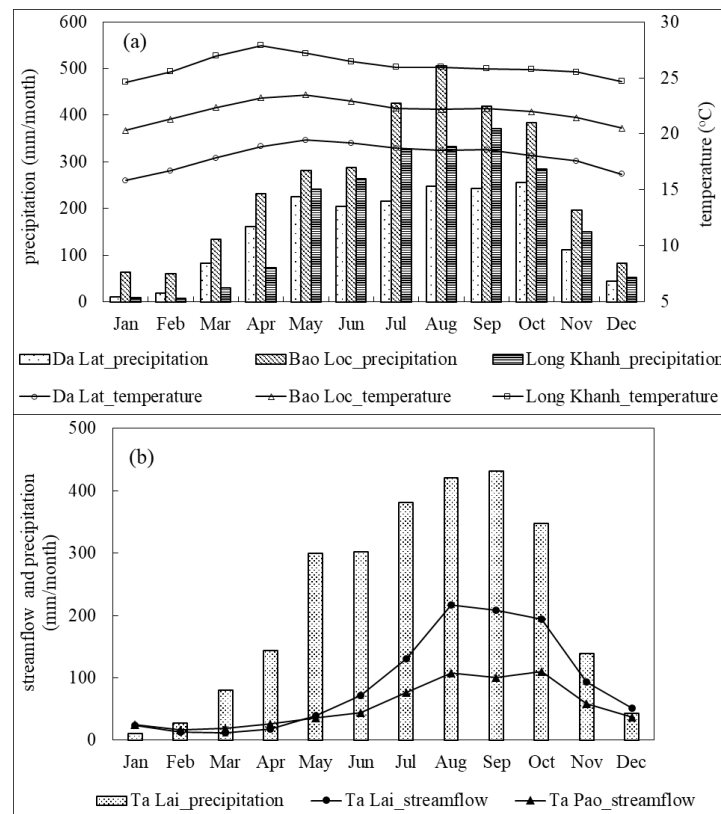 (a)
precipitation (mm/month)
600
500
400
300
200
100
0
30
25
20
15
10
5
temperature (°C)
Jan Feb Mar Apr May Jun Jul Aug Sep Oct Nov Dec
Da Lat_precipitation Bao Loc_precipitation Long Khanh_precipitation
Da Lat_temperature Bao Loc_temperature Long Khanh_temperature
(b)
streamflow and precipitation
(mm/month)
500
400
300
200
100
0
Jan Feb Mar Apr May Jun Jul Aug Sep Oct Nov Dec
Ta Lai_precipitation Ta Lai_streamflow Ta Pao_streamflow